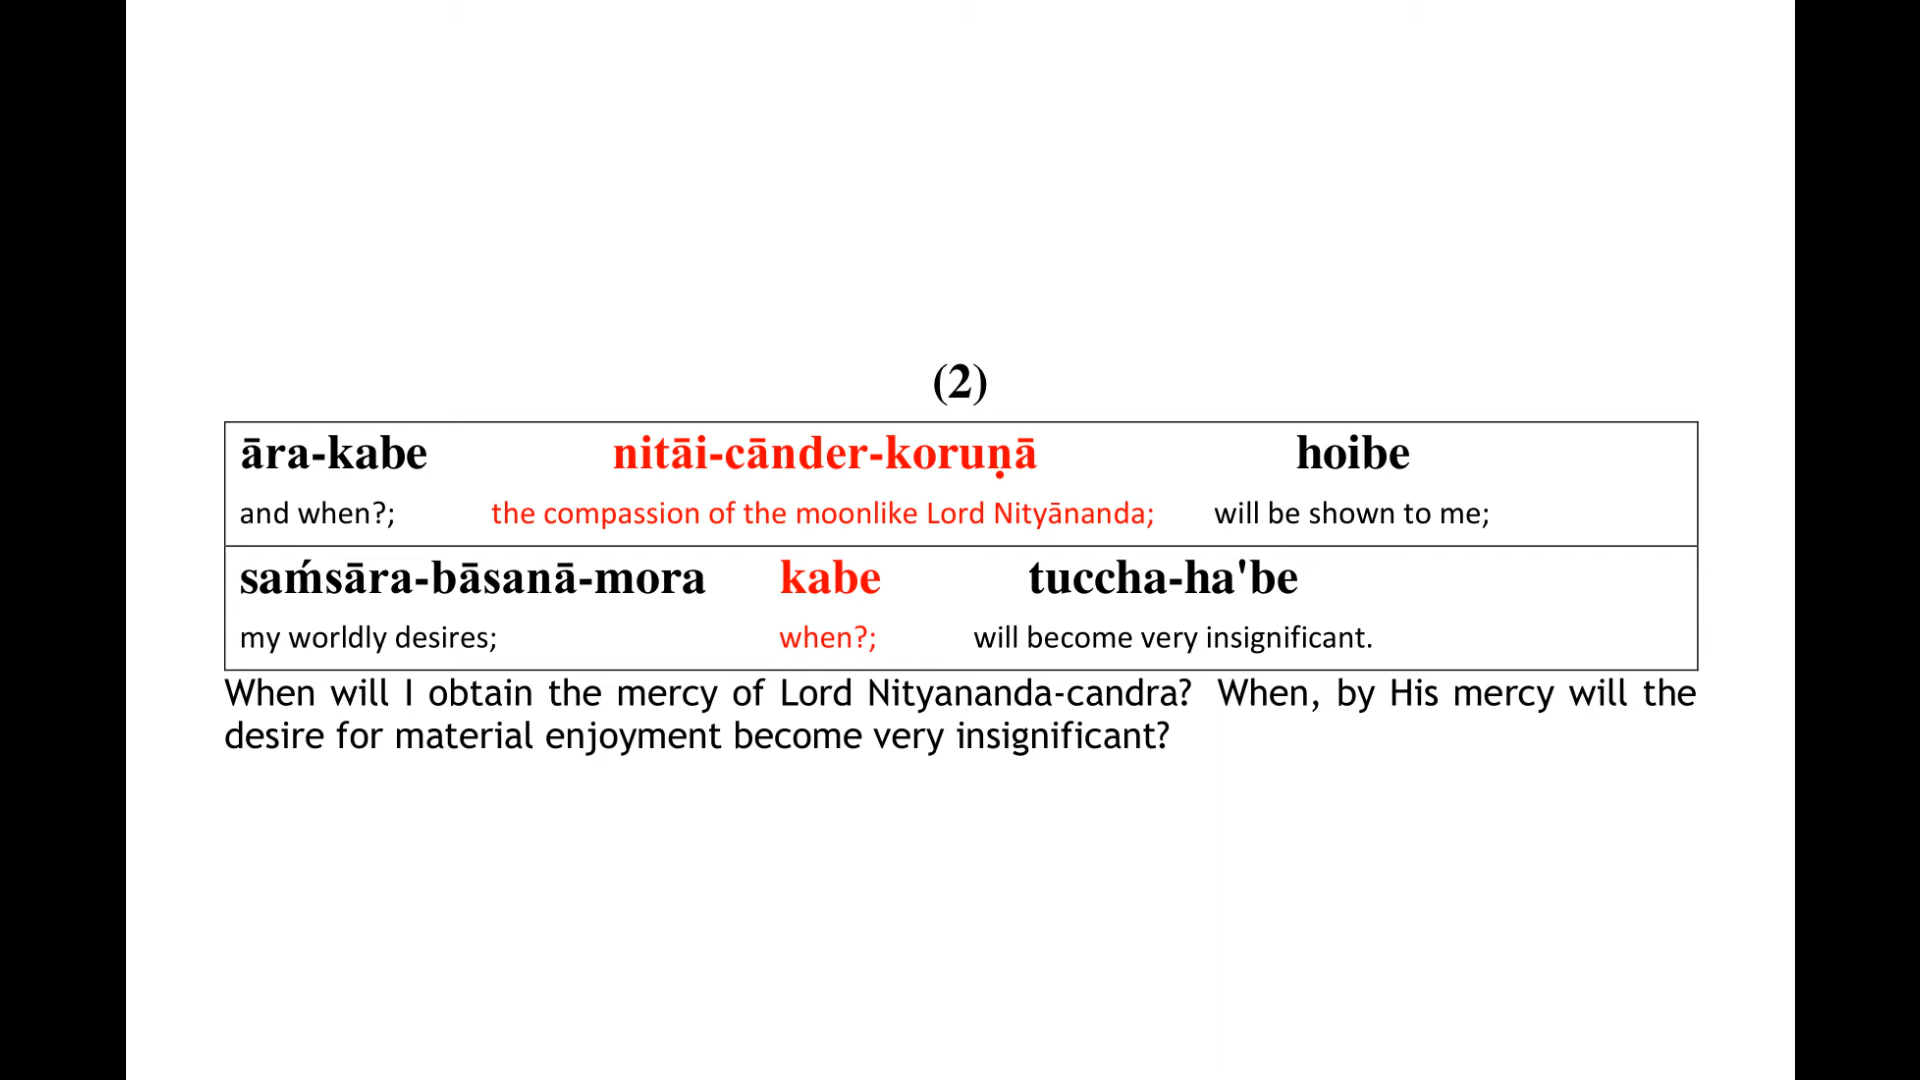 (2)
āra-kabe nitāi-cānder-koruṇā hoibe
and when?; the compassion of the moonlike Lord Nityānanda; will be shown to me;
saḿsāra-bāsanā-mora kabe tuccha-ha'be
my worldly desires; when?; will become very insignificant.
When will I obtain the mercy of Lord Nityananda-candra? When, by His mercy will the
desire for material enjoyment become very insignificant?